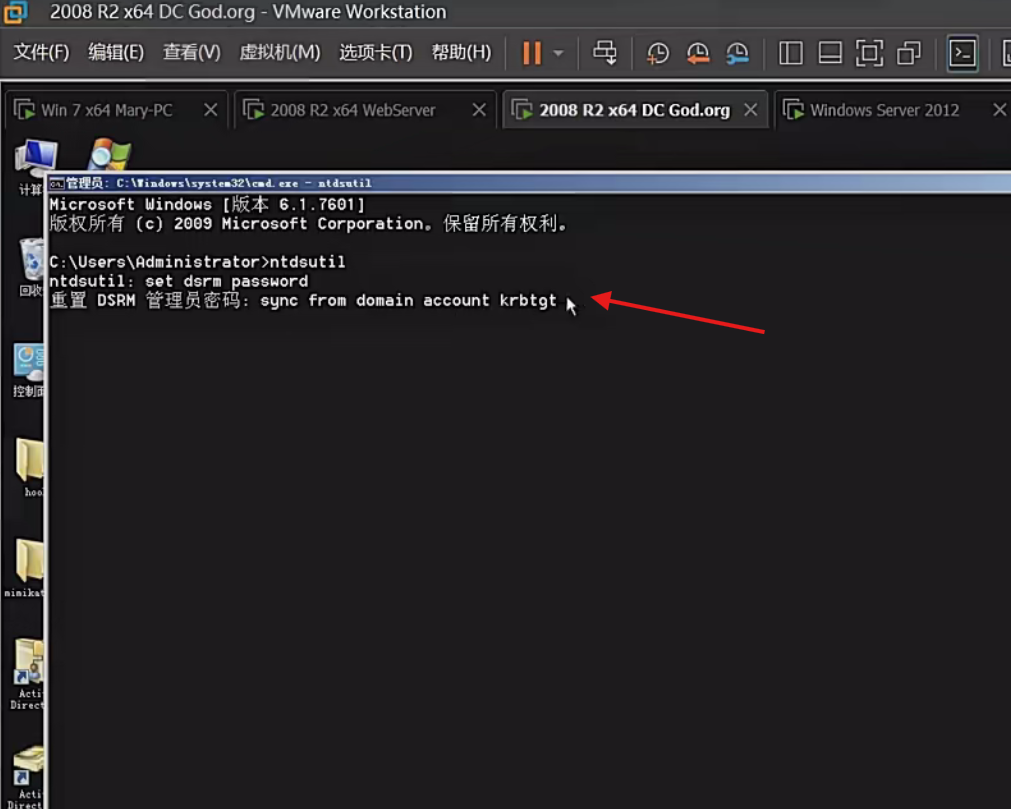 2008 R2 x64 DC God.org - VMware Workstation
文件(F) 编辑(E) 查看(V) 虚拟机(M) 选项卡(T) 帮助(H)
Win 7 x64 Mary-PC 2008 R2 x64 WebServer 2008 R2 x64 DC God.org Windows Server 2012
计算
管理员: C:\Windows\system32\cmd.exe - ntdsutil
Microsoft Windows [版本 6.1.7601]
版权所有 (c) 2009 Microsoft Corporation。保留所有权利。
C:\Users\Administrator>ntdsutil
ntdsutil: set dsrm password
重置 DSRM 管理员密码: sync from domain account krbtgt
回收
控制面
hoo
mimikat
Acti
Direct
Acti
Direct